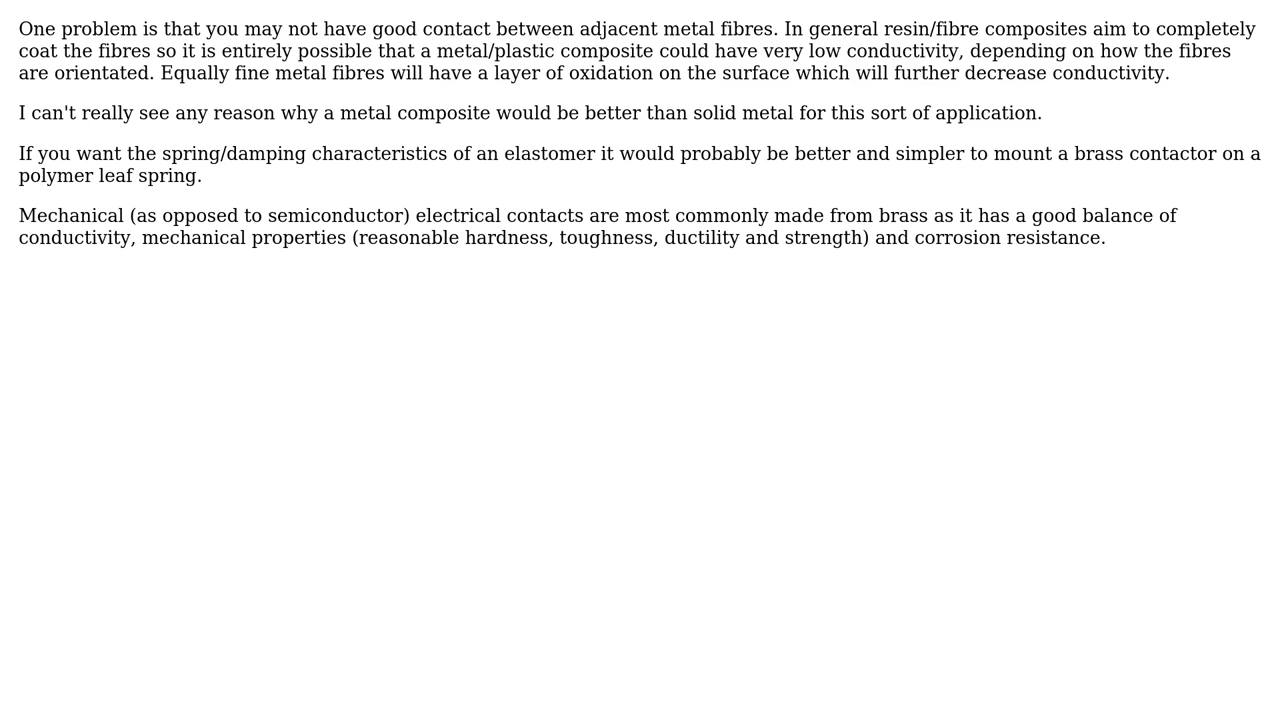 One problem is that you may not have good contact between adjacent metal fibres. In general resin/fibre composites aim to completely
coat the fibres so it is entirely possible that a metal/plastic composite could have very low conductivity, depending on how the fibres
are orientated. Equally fine metal fibres will have a layer of oxidation on the surface which will further decrease conductivity.
I can't really see any reason why a metal composite would be better than solid metal for this sort of application.
If you want the spring/damping characteristics of an elastomer it would probably be better and simpler to mount a brass contactor on a
polymer leaf spring.
Mechanical (as opposed to semiconductor) electrical contacts are most commonly made from brass as it has a good balance of
conductivity, mechanical properties (reasonable hardness, toughness, ductility and strength) and corrosion resistance.